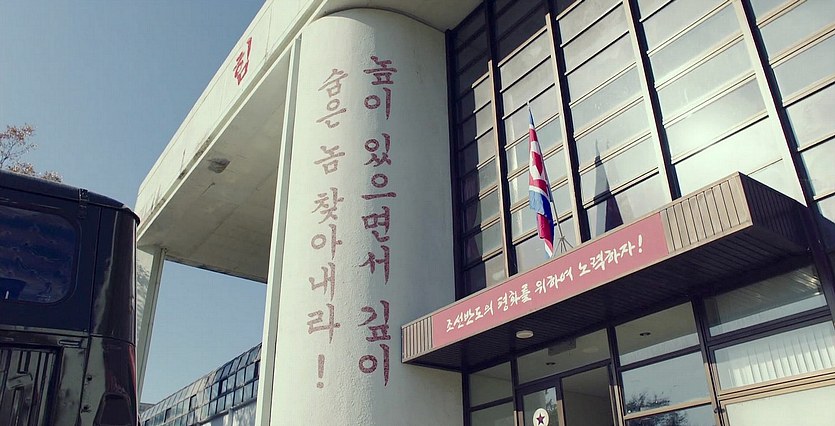 힘
높이 있으면서 깊이
숨은 놈 찾아내라!
조선반도의 평화를 위하여 노력하자!